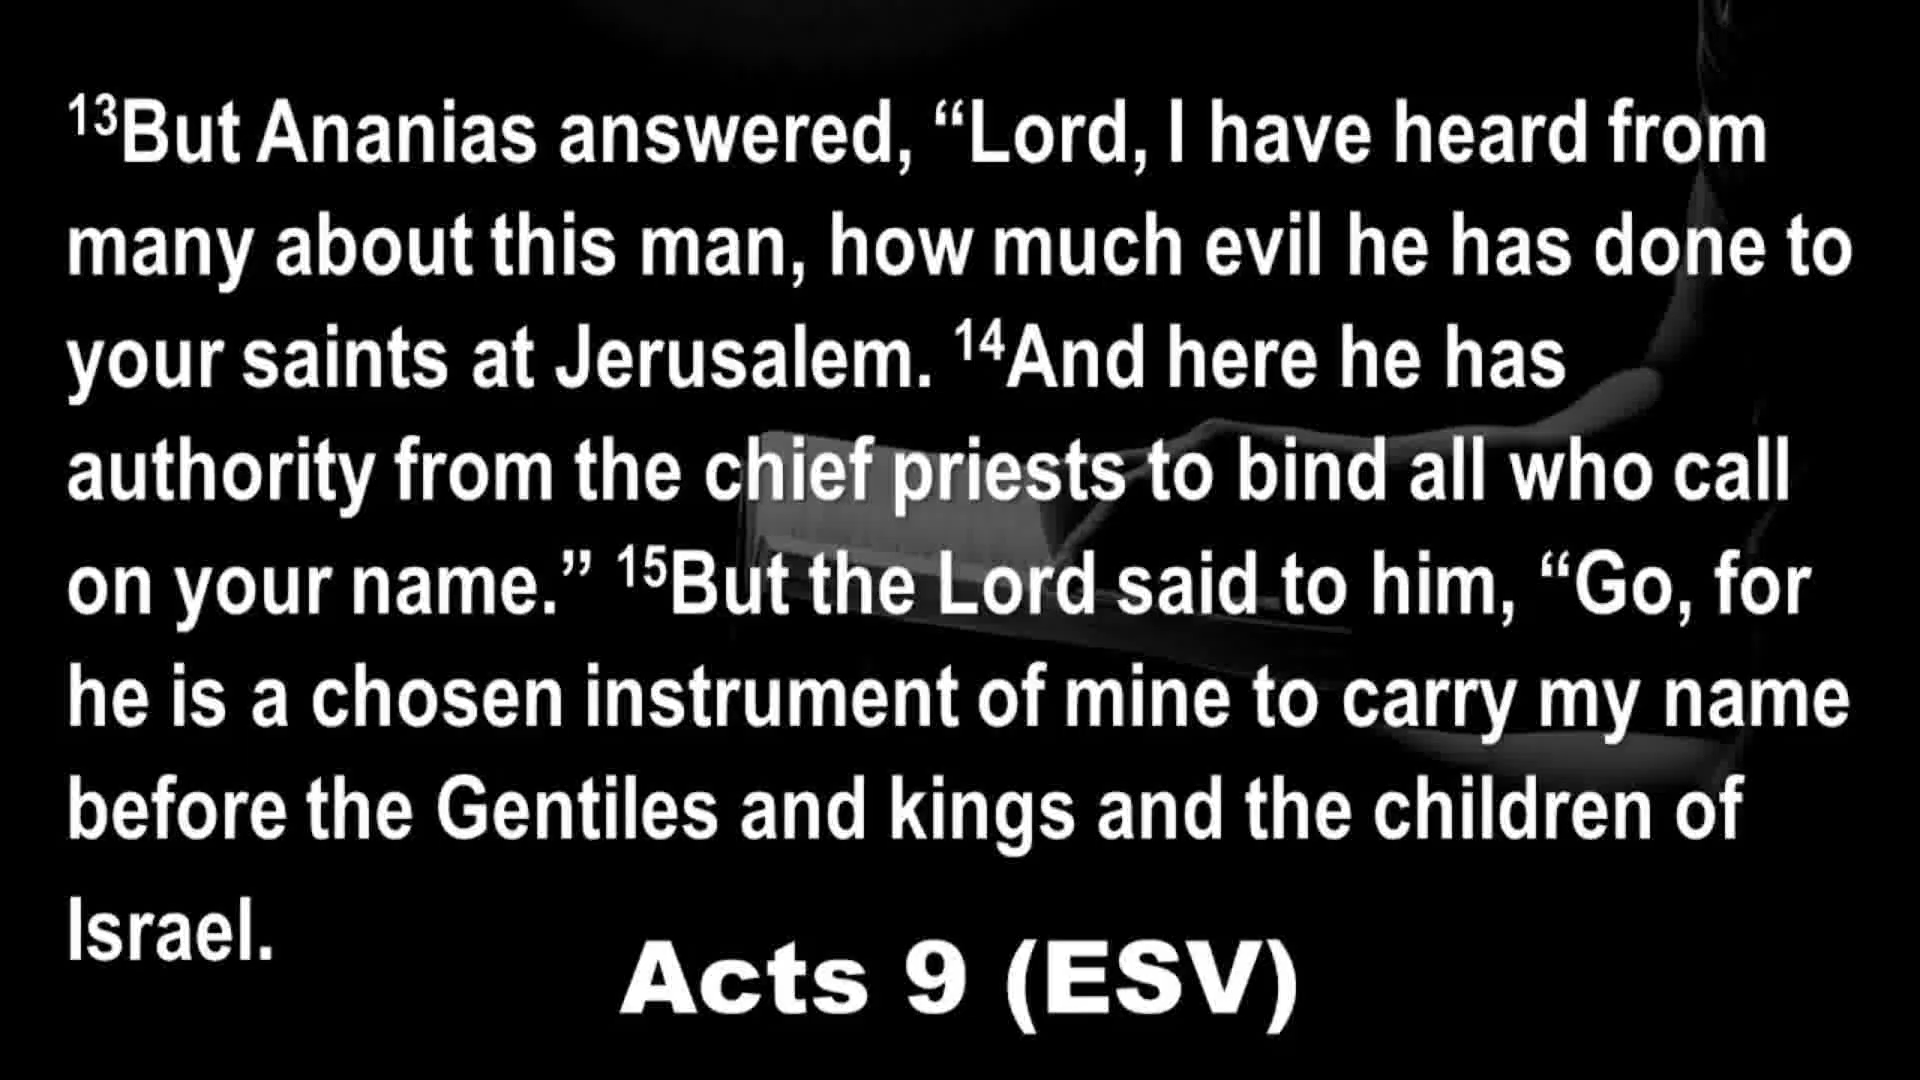 13But Ananias answered, “Lord, I have heard from
many about this man, how much evil he has done to
your saints at Jerusalem. 14And here he has
authority from the chief priests to bind all who call
on your name.” 15But the Lord said to him, “Go, for
he is a chosen instrument of mine to carry my name
before the Gentiles and kings and the children of
Israel.
Acts 9 (ESV)